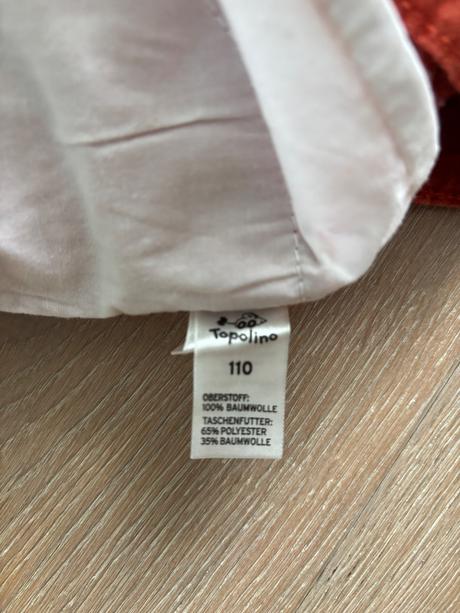 Topolino
110
OBERSTOFF:
100% BAUMWOLLE
TASCHENFUTTER:
65% POLYESTER
35% BAUMWOLLE